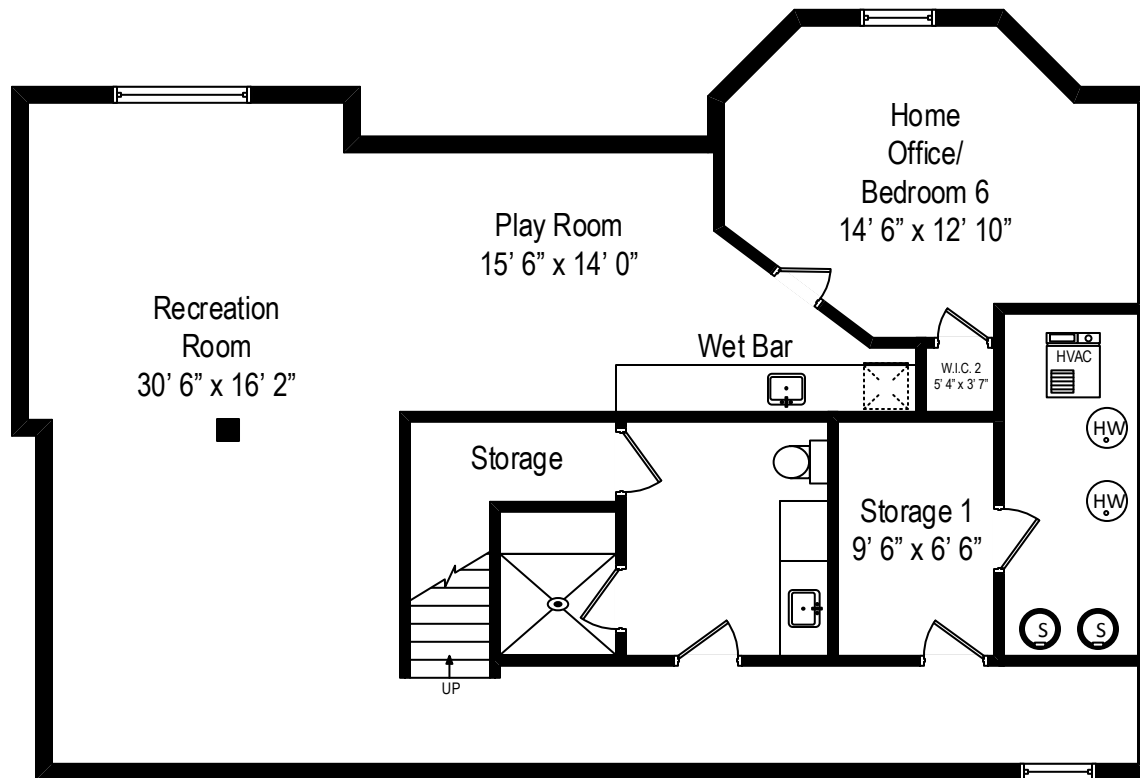 Home
Office/
Bedroom 6
14’ 6” x 12’ 10”
Play Room
15’ 6” x 14’ 0”
Recreation
Room
30’ 6” x 16’ 2”
Wet Bar
W.I.C. 2
5’ 4” x 3’ 7”
HVAC
HW
HW
Storage
Storage 1
9’ 6” x 6’ 6”
S
S
UP